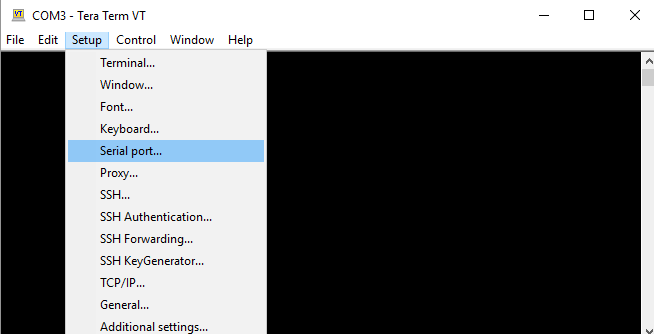 VT COM3 - Tera Term VT
File Edit Setup Control Window Help
Terminal...
Window...
Font...
Keyboard...
Serial port...
Proxy...
SSH...
SSH Authentication...
SSH Forwarding...
SSH KeyGenerator...
TCP/IP...
General...
Additional settings...